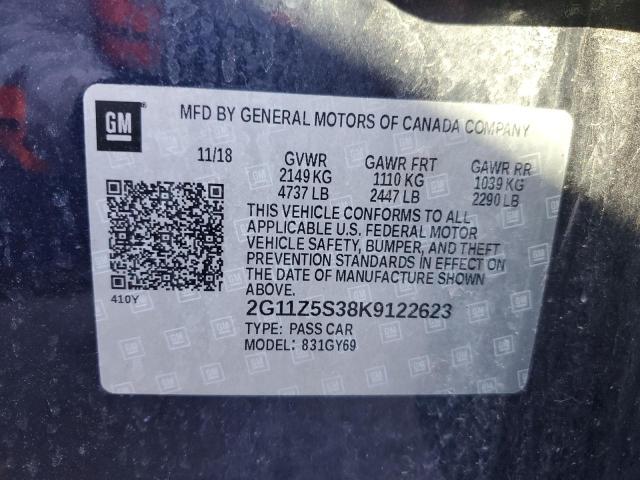 GM
MFD BY GENERAL MOTORS OF CANADA COMPANY
11/18 GVWR GAWR FRT GAWR RR
2149 KG 1110 KG 1039 KG
4737 LB 2447 LB 2290 LB
THIS VEHICLE CONFORMS TO ALL
APPLICABLE U.S. FEDERAL MOTOR
VEHICLE SAFETY, BUMPER, AND THEFT
PREVENTION STANDARDS IN EFFECT ON
THE DATE OF MANUFACTURE SHOWN
ABOVE.
410Y
2G11Z5S38K9122623
TYPE: PASS CAR
MODEL: 831GY69